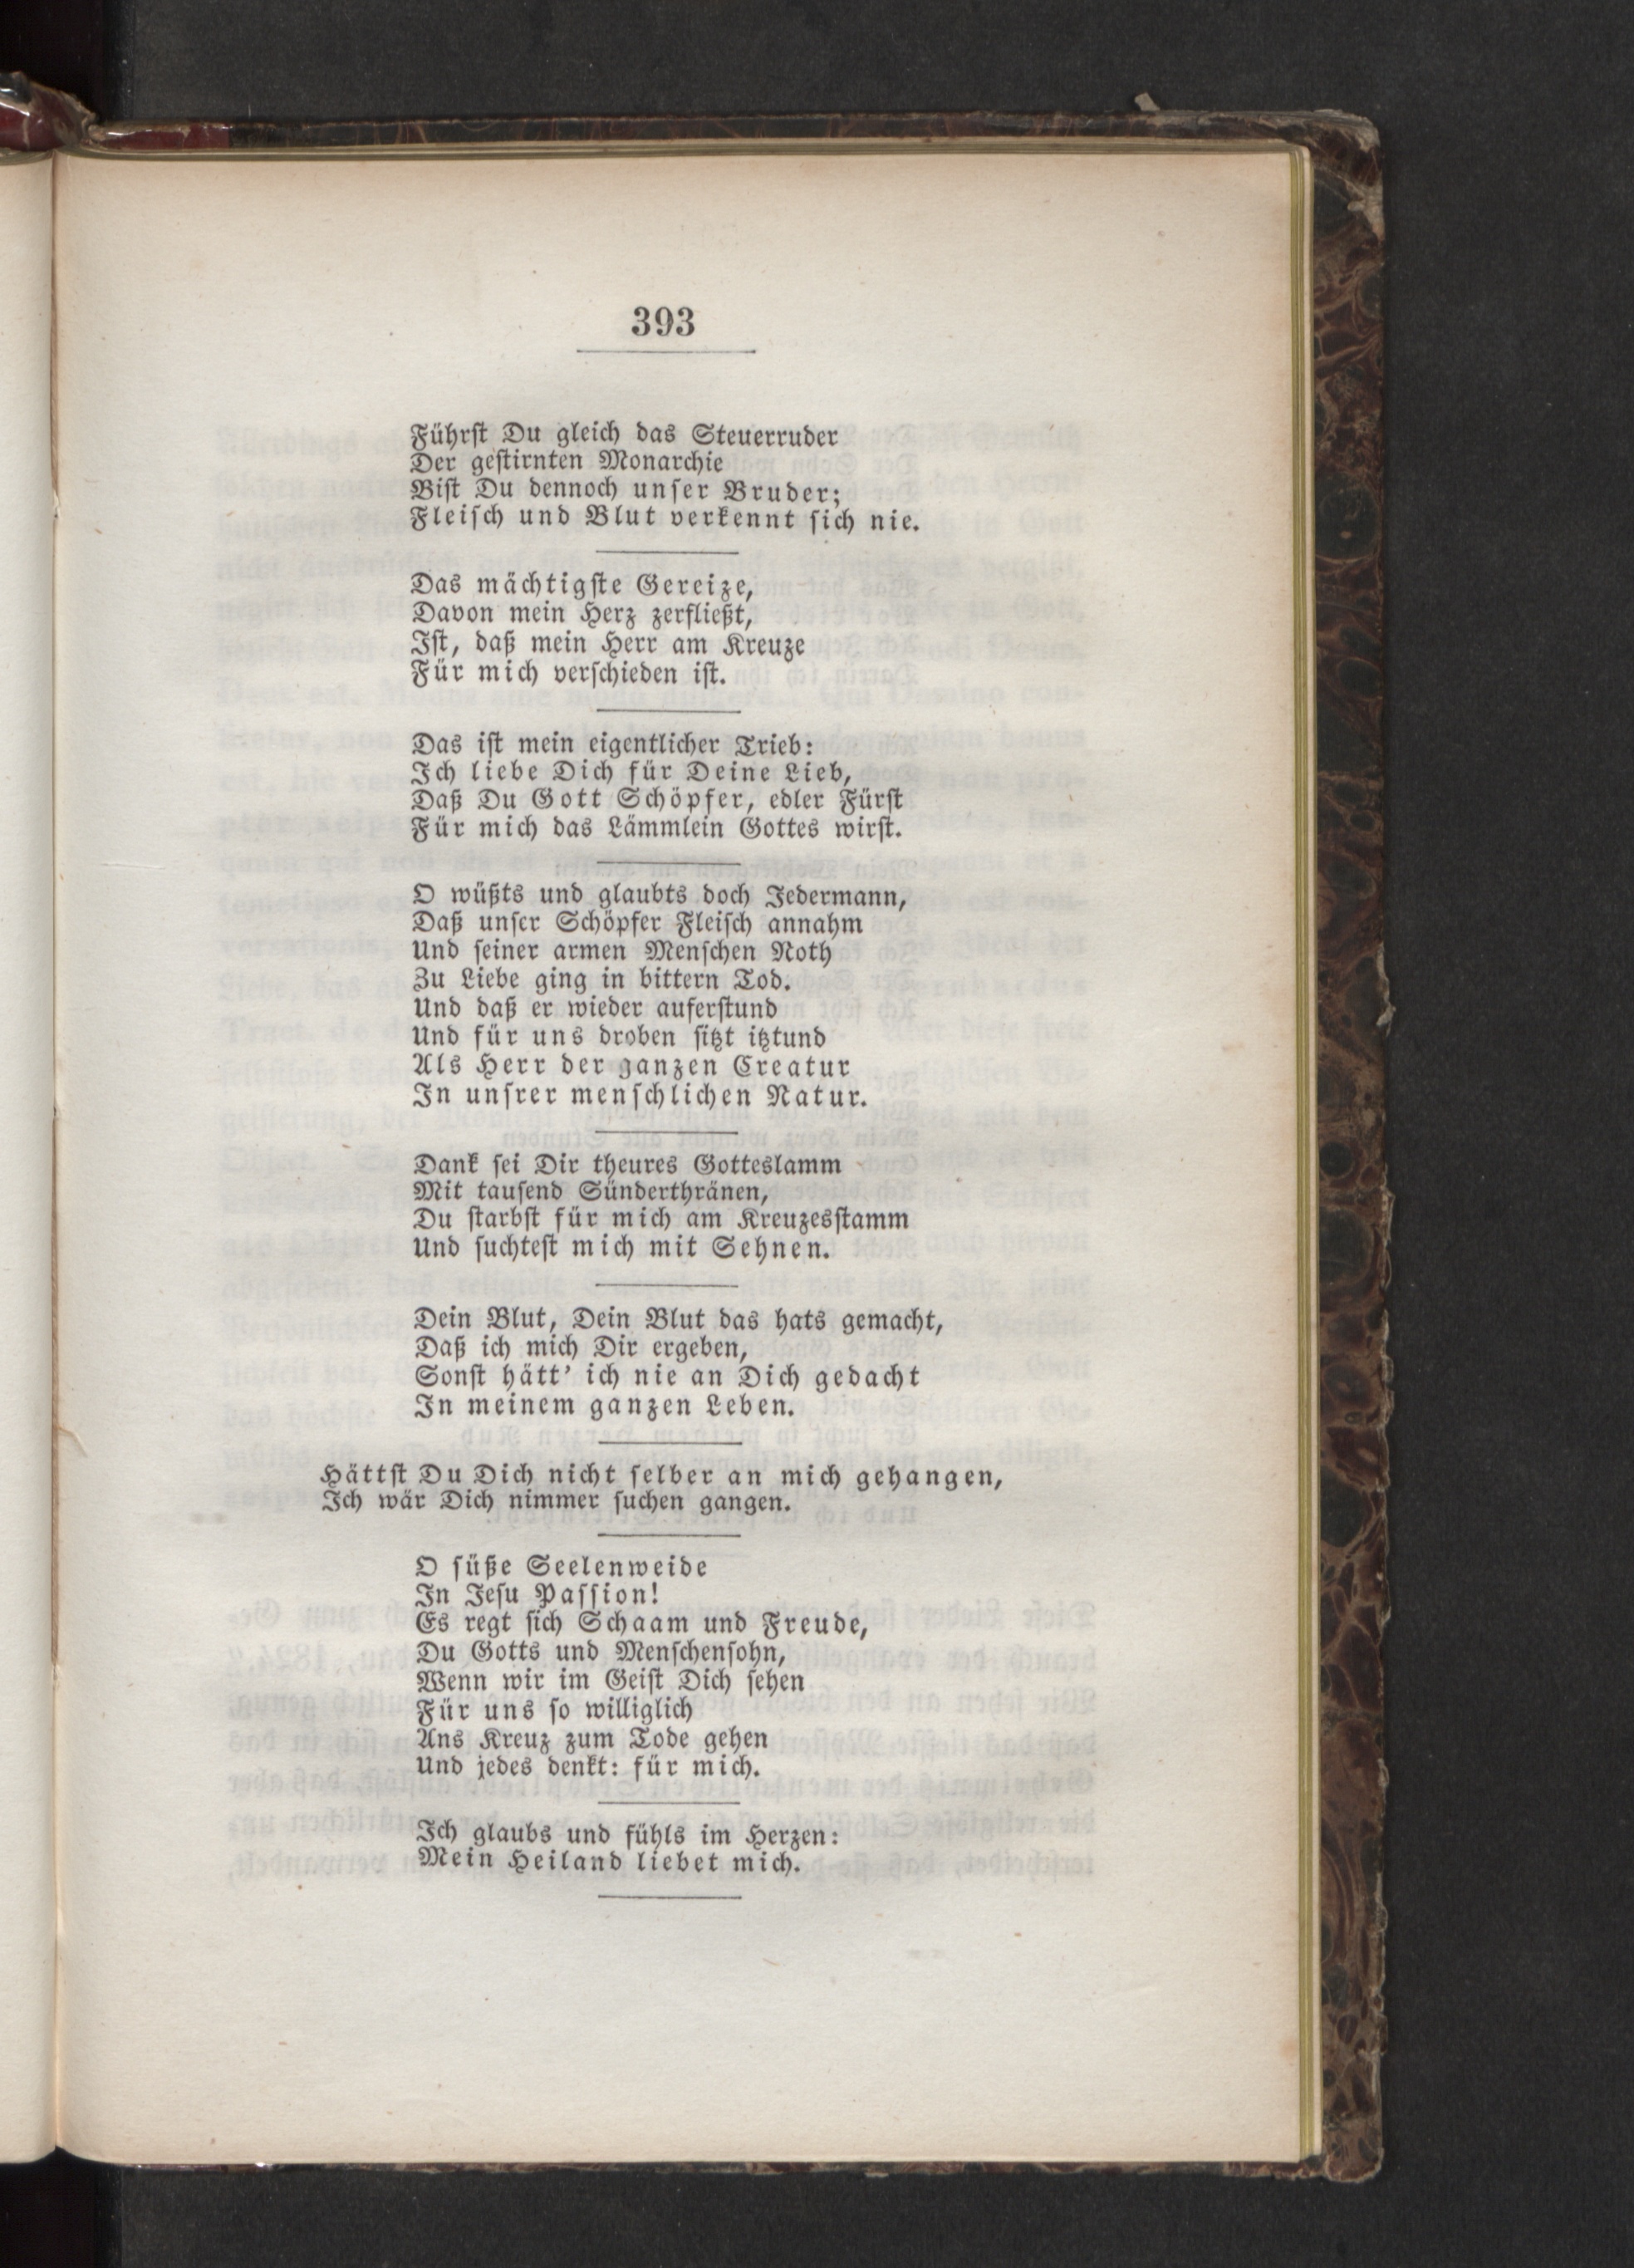 393
Führst Du gleich das Steuerruder
Der gestirnten Monarchie
Bist Du dennoch unser Bruder;
Fleisch und Blut verkennt sich nie.
Das mächtigste Gereize,
Davon mein Herz zerfließt,
Ist, daß mein Herr am Kreuze
Für mich verschieden ist.
Das ist mein eigentlicher Trieb:
Ich liebe Dich für Deine Lieb,
Daß Du Gott Schöpfer, edler Fürst
Für mich das Lämmlein Gottes wirst.
O wüßts und glaubts doch Jedermann,
Daß unser Schöpfer Fleisch annahm
Und seiner armen Menschen Noth
Zu Liebe ging in bittern Tod.
Und daß er wieder auferstund
Und für uns droben sitzt itztund
Als Herr der ganzen Creatur
In unsrer menschlichen Natur.
Dank sei Dir theures Gotteslamm
Mit tausend Sünderthränen,
Du starbst für mich am Kreuzesstamm
Und suchtest mich mit Sehnen.
Dein Blut, Dein Blut das hats gemacht,
Daß ich mich Dir ergeben,
Sonst hätt' ich nie an Dich gedacht
In meinem ganzen Leben.
Hättst Du Dich nicht selber an mich gehangen,
Ich wär Dich nimmer suchen gangen.
O süße Seelenweide
In Jesu Passion!
Es regt sich Schaam und Freude,
Du Gotts und Menschensohn,
Wenn wir im Geist Dich sehen
Für uns so williglich
Ans Kreuz zum Tode gehen
Und jedes denkt: für mich.
Ich glaubs und fühls im Herzen:
Mein Heiland liebet mich.